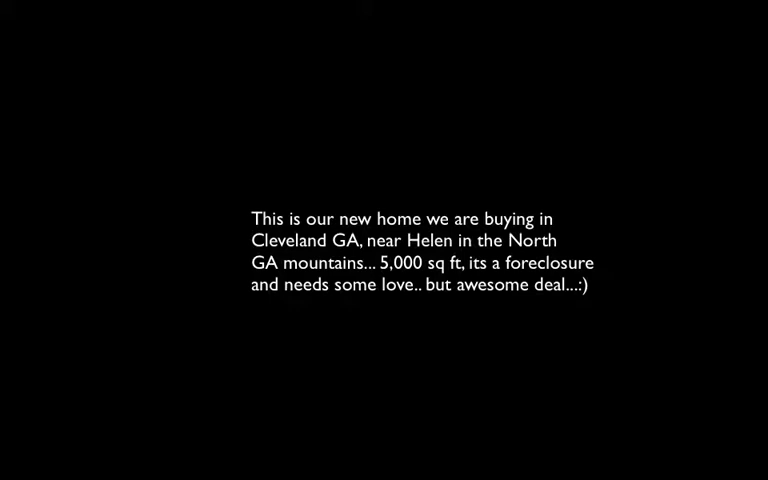 This is our new home we are buying in
Cleveland GA, near Helen in the North
GA mountains... 5,000 sq ft, its a foreclosure
and needs some love.. but awesome deal...:)